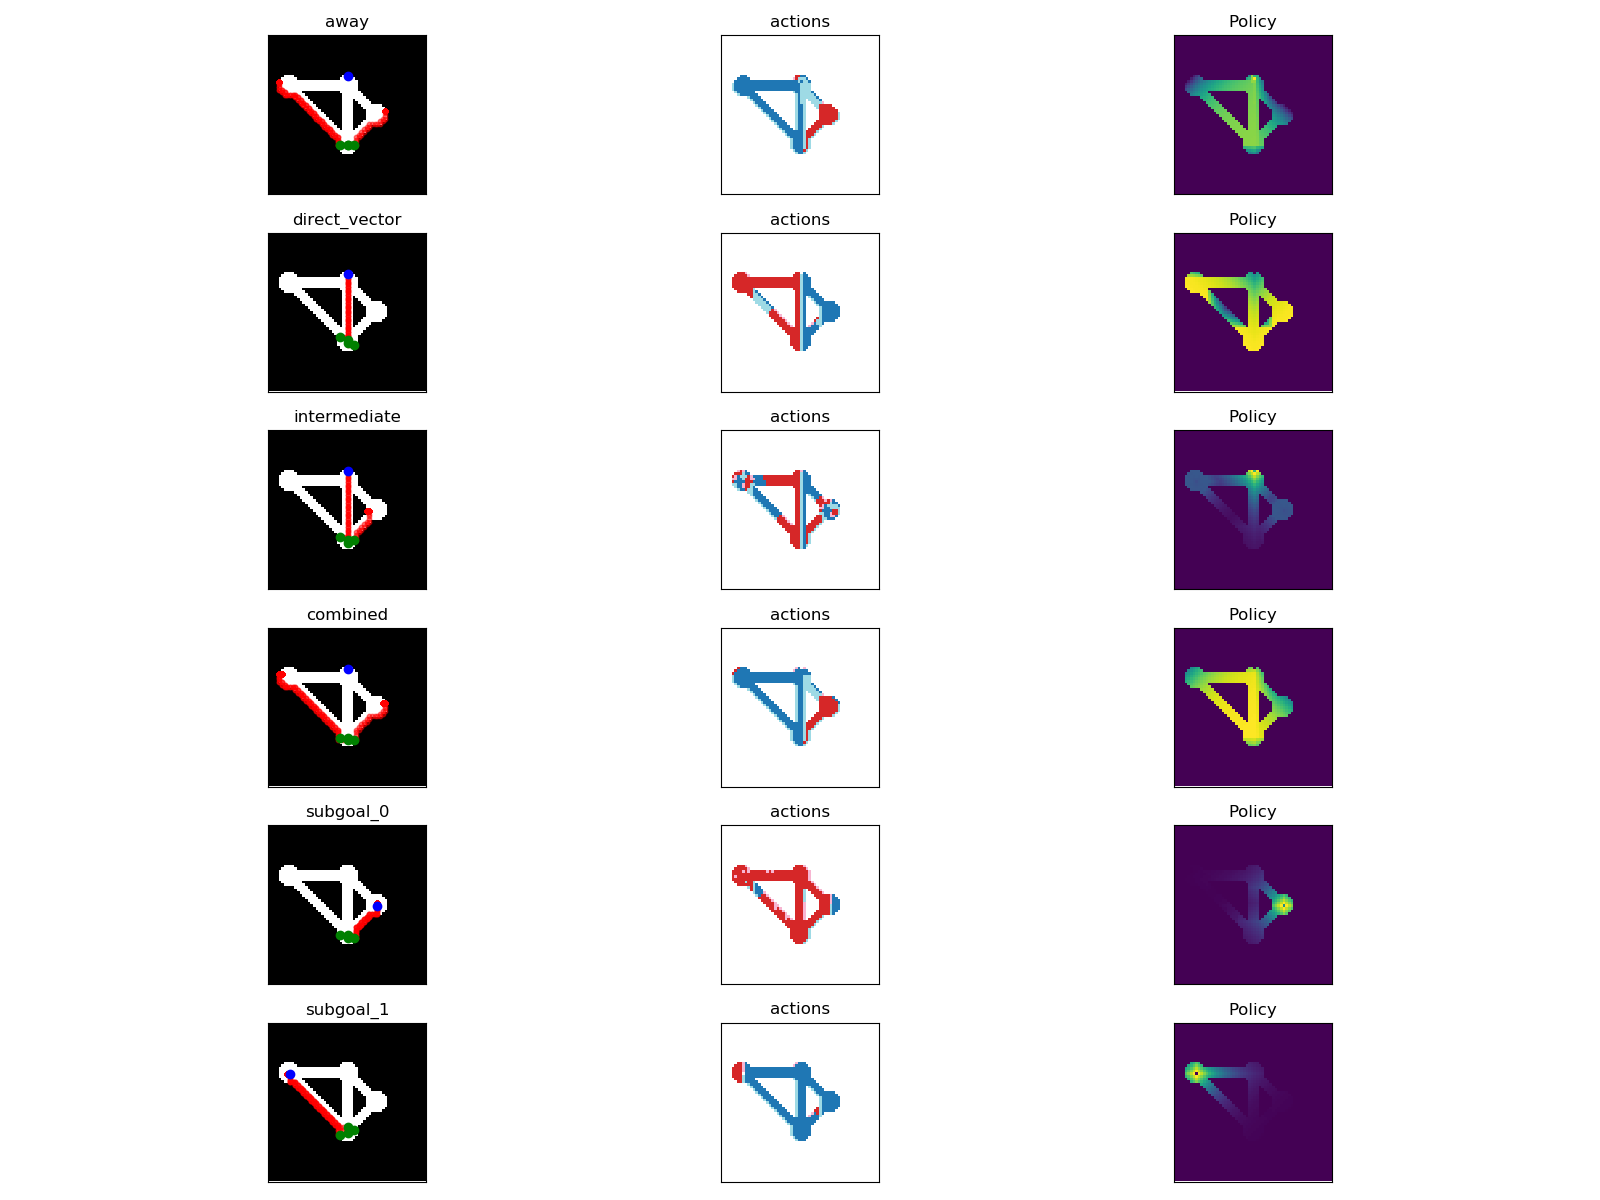 away actions Policy
direct_vector actions Policy
intermediate actions Policy
combined actions Policy
subgoal_0 actions Policy
subgoal_1 actions Policy